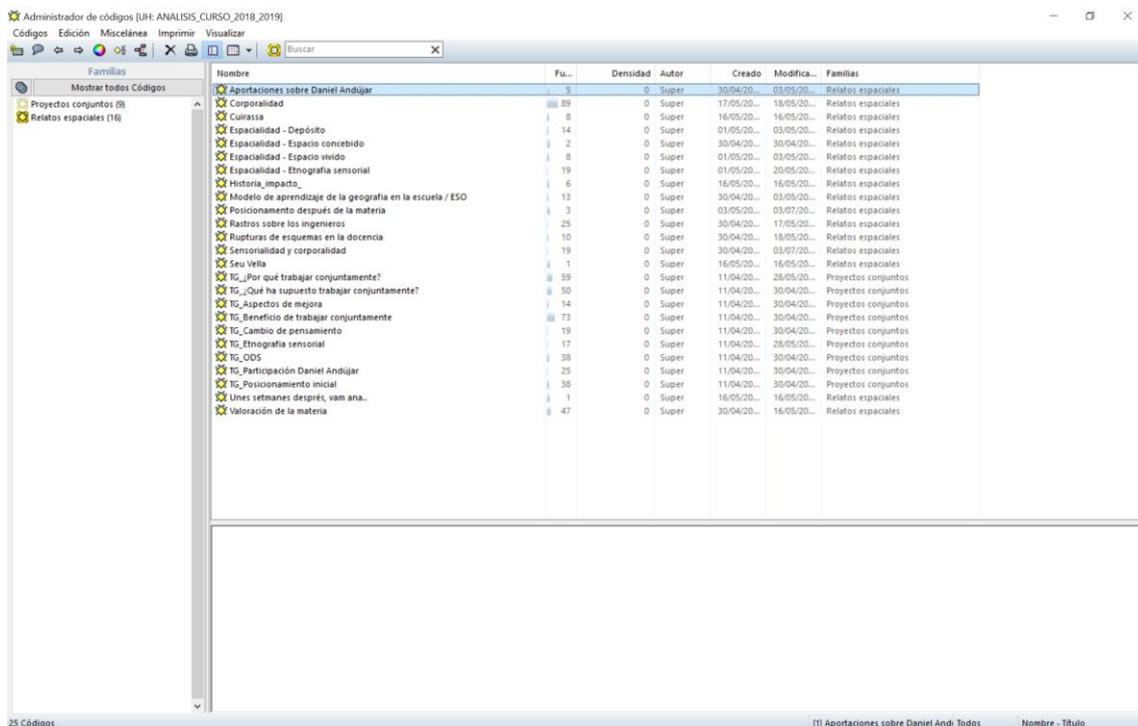 Administrador de códigos [UH: ANALISIS_CURSO_2018_2019]
Códigos Edición Miscelánea Imprimir Visualizar
Buscar
Familias
Mostrar todos Códigos
Proyectos conjuntos (9)
Relatos espaciales (16)
Nombre Fu... Densidad Autor Creado Modifica... Familias
Aportaciones sobre Daniel Andújar 5 0 Super 30/04/20... 03/05/20... Relatos espaciales
Corporalidad 89 0 Super 17/05/20... 18/05/20... Relatos espaciales
Cuirassa 8 0 Super 16/05/20... 16/05/20... Relatos espaciales
Espacialidad - Depósito 14 0 Super 01/05/20... 03/05/20... Relatos espaciales
Espacialidad - Espacio concebido 2 0 Super 30/04/20... 30/04/20... Relatos espaciales
Espacialidad - Espacio vivido 8 0 Super 01/05/20... 03/05/20... Relatos espaciales
Espacialidad - Etnografia sensorial 19 0 Super 01/05/20... 20/05/20... Relatos espaciales
Historia_impacto_ 6 0 Super 16/05/20... 16/05/20... Relatos espaciales
Modelo de aprendizaje de la geografia en la escuela / ESO 13 0 Super 30/04/20... 03/05/20... Relatos espaciales
Posicionamento después de la materia 3 0 Super 03/05/20... 03/07/20... Relatos espaciales
Rastros sobre los ingenieros 25 0 Super 30/04/20... 17/05/20... Relatos espaciales
Rupturas de esquemas en la docencia 10 0 Super 30/04/20... 18/05/20... Relatos espaciales
Sensorialidad y corporalidad 19 0 Super 30/04/20... 03/07/20... Relatos espaciales
Seu Vella 1 0 Super 16/05/20... 16/05/20... Relatos espaciales
TG_¿Por qué trabajar conjuntamente? 59 0 Super 11/04/20... 28/05/20... Proyectos conjuntos
TG_¿Qué ha supuesto trabajar conjuntamente? 50 0 Super 11/04/20... 30/04/20... Proyectos conjuntos
TG_Aspectos de mejora 14 0 Super 11/04/20... 30/04/20... Proyectos conjuntos
TG_Beneficio de trabajar conjuntamente 73 0 Super 11/04/20... 30/04/20... Proyectos conjuntos
TG_Cambio de pensamiento 19 0 Super 11/04/20... 30/04/20... Proyectos conjuntos
TG_Etnografia sensorial 17 0 Super 11/04/20... 28/05/20... Proyectos conjuntos
TG_ODS 38 0 Super 11/04/20... 30/04/20... Proyectos conjuntos
TG_Participación Daniel Andújar 25 0 Super 11/04/20... 30/04/20... Proyectos conjuntos
TG_Posicionamiento inicial 38 0 Super 11/04/20... 30/04/20... Proyectos conjuntos
Unes setmanes després, vam ana.. 1 0 Super 16/05/20... 16/05/20... Relatos espaciales
Valoración de la materia 47 0 Super 30/04/20... 16/05/20... Relatos espaciales
25 Códigos [1] Aportaciones sobre Daniel Andi Todos Nombre - Título